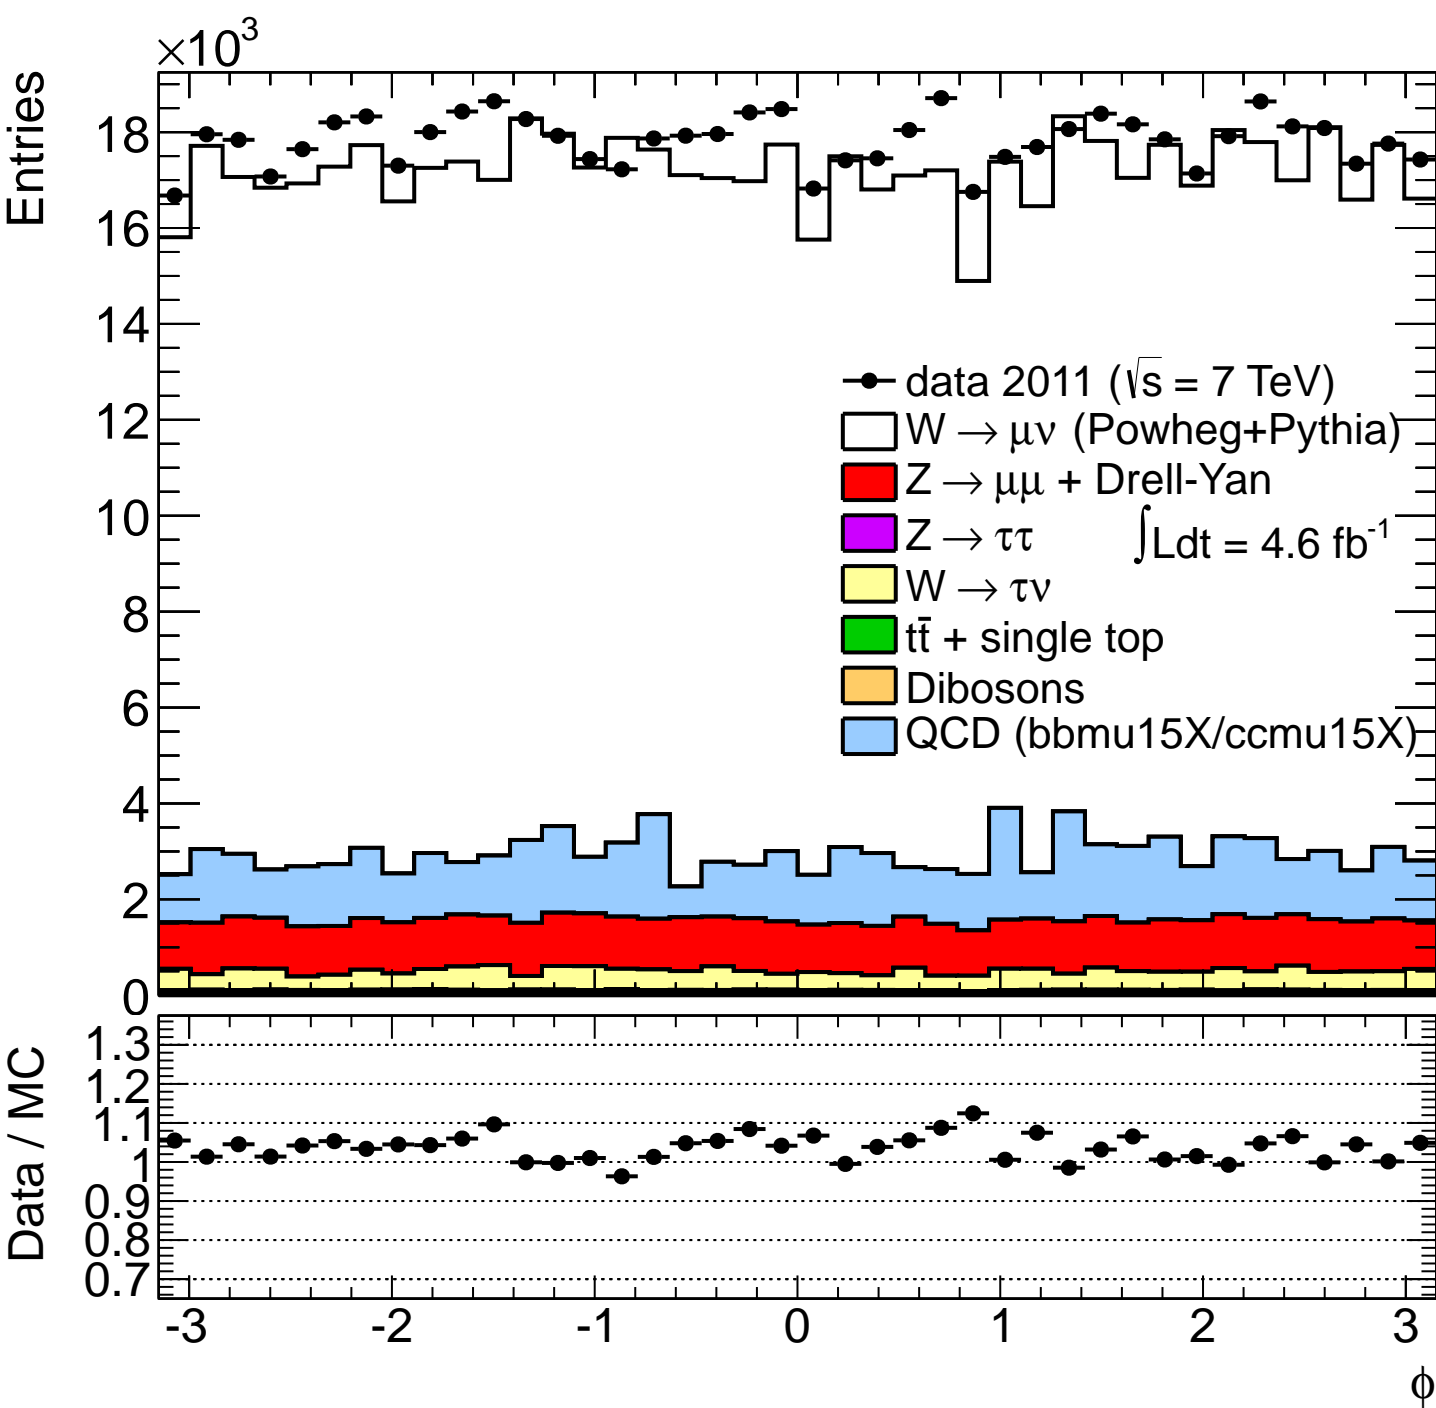 ×10³
Entries
18
16
14
12
10
8
6
4
2
0
data 2011 (√s = 7 TeV)
W → μν (Powheg+Pythia)
Z → μμ + Drell-Yan
Z → ττ
∫Ldt = 4.6 fb⁻¹
W → τν
tt̄ + single top
Dibosons
QCD (bbmu15X/ccmu15X)
Data / MC
1.3
1.2
1.1
1
0.9
0.8
0.7
-3 -2 -1 0 1 2 3
ϕ